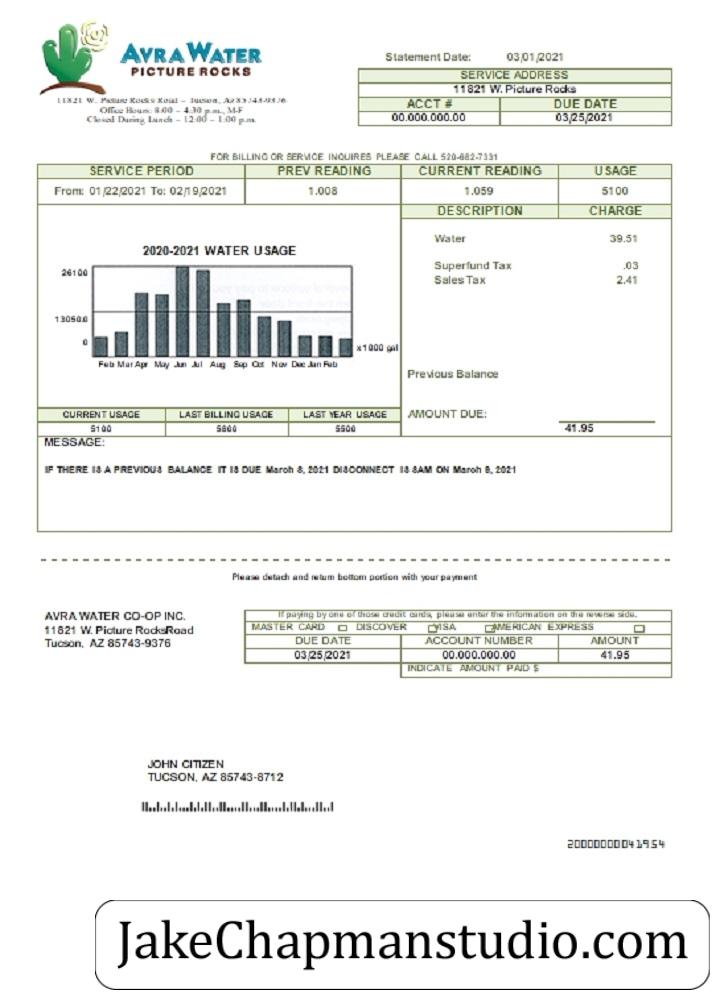 AVRA WATER
PICTURE ROCKS
11821 W. Picture Rocks Road – Tucson, Az 85743-9376
Office Hours: 8:00 – 4:30 p.m., M-F
Closed During Lunch – 12:00 – 1:00 p.m.
Statement Date: 03/01/2021
SERVICE ADDRESS
11821 W. Picture Rocks
ACCT # DUE DATE
00.000.000.00 03/25/2021
FOR BILLING OR SERVICE INQUIRES PLEASE CALL 520-682-7331
SERVICE PERIOD PREV READING CURRENT READING USAGE
From: 01/22/2021 To: 02/19/2021 1.008 1.059 5100
DESCRIPTION CHARGE
Water 39.51
Superfund Tax .03
Sales Tax 2.41
2020-2021 WATER USAGE
26100
13050.0
0
x1000 gal
Feb Mar Apr May Jun Jul Aug Sep Oct Nov Dec Jan Feb
Previous Balance
AMOUNT DUE: 41.95
CURRENT USAGE LAST BILLING USAGE LAST YEAR USAGE
5100 5800 5500
MESSAGE:
IF THERE IS A PREVIOUS BALANCE IT IS DUE March 8, 2021 DISCONNECT IS 8AM ON March 9, 2021
Please detach and return bottom portion with your payment
AVRA WATER CO-OP INC.
11821 W. Picture RocksRoad
Tucson, AZ 85743-9376
If paying by one of those credit cards, please enter the information on the reverse side.
MASTER CARD DISCOVER VISA AMERICAN EXPRESS
DUE DATE ACCOUNT NUMBER AMOUNT
03/25/2021 00.000.000.00 41.95
INDICATE AMOUNT PAID $
JOHN CITIZEN
TUCSON, AZ 85743-8712
JakeChapmanstudio.com